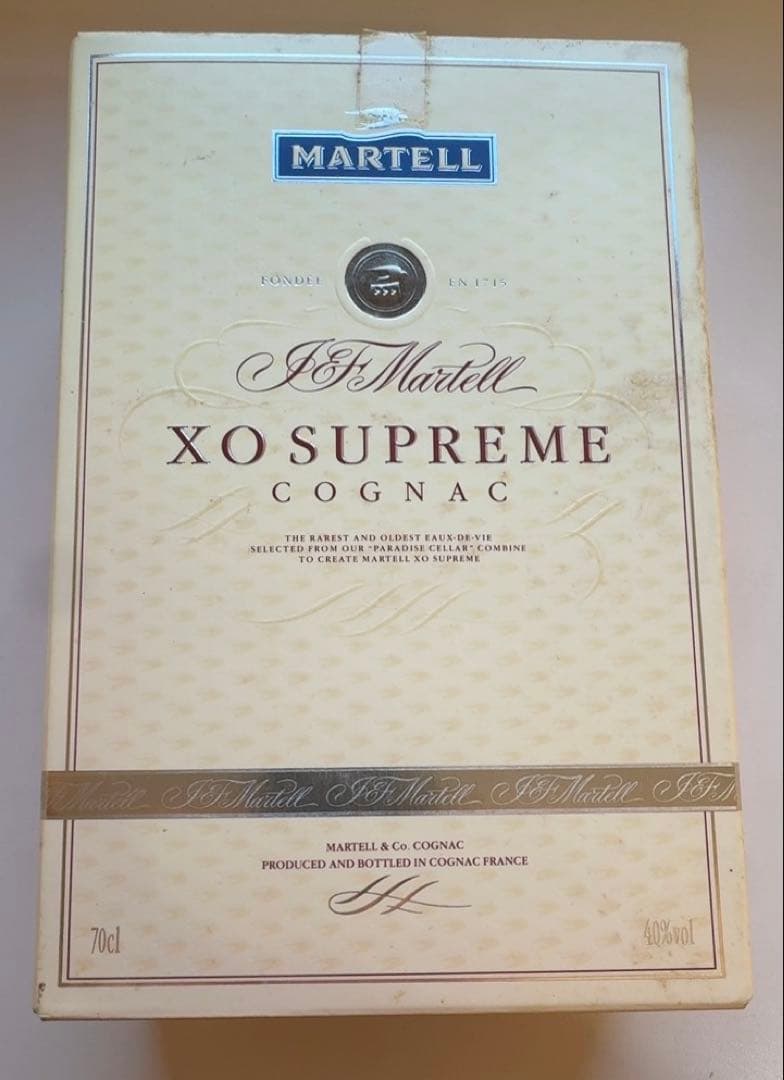 MARTELL
FONDÉE EN 1715
J&F Martell
XO SUPREME
COGNAC
THE RAREST AND OLDEST EAUX-DE-VIE
SELECTED FROM OUR "PARADISE CELLAR" COMBINE
TO CREATE MARTELL XO SUPREME
Martell J&F Martell J&F Martell J&F Martell J&F M
MARTELL & Co. COGNAC
PRODUCED AND BOTTLED IN COGNAC FRANCE
70cl 40%vol